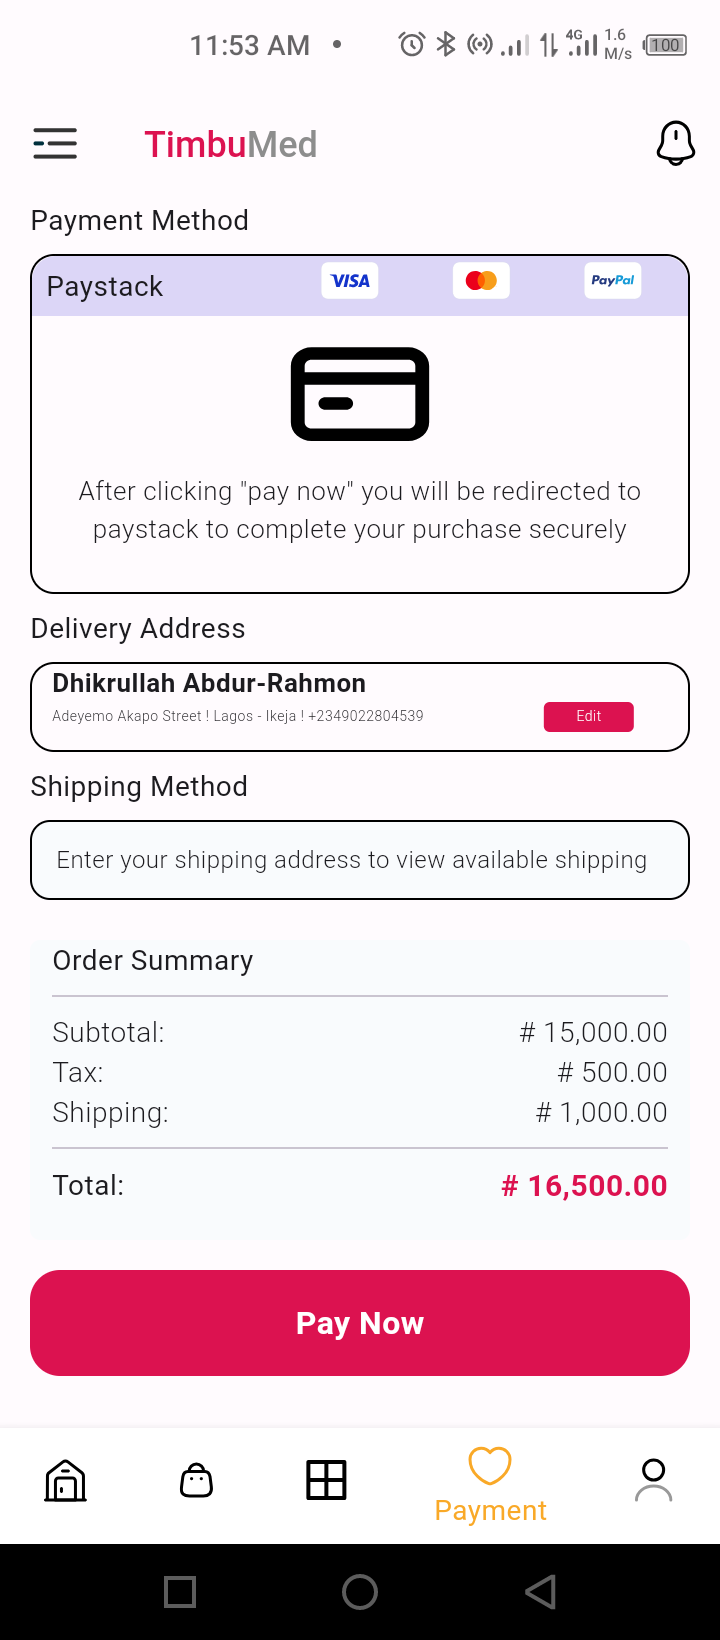 11:53 AM • 4G 1.6 M/s 100
TimbuMed
Payment Method
Paystack VISA PayPal
After clicking "pay now" you will be redirected to
paystack to complete your purchase securely
Delivery Address
Dhikrullah Abdur-Rahmon
Adeyemo Akapo Street ! Lagos - Ikeja ! +2349022804539 Edit
Shipping Method
Enter your shipping address to view available shipping
Order Summary
Subtotal: # 15,000.00
Tax: # 500.00
Shipping: # 1,000.00
Total: # 16,500.00
Pay Now
Payment